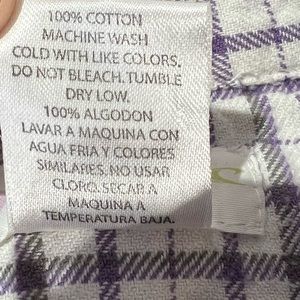 100% COTTON
MACHINE WASH
COLD WITH LIKE COLORS.
DO NOT BLEACH. TUMBLE
DRY LOW.
100% ALGODON
LAVAR A MAQUINA CON
AGUA FRIA Y COLORES
SIMILARES. NO USAR
CLORO. SECAR A
MAQUINA A
TEMPERATURA BAJA.